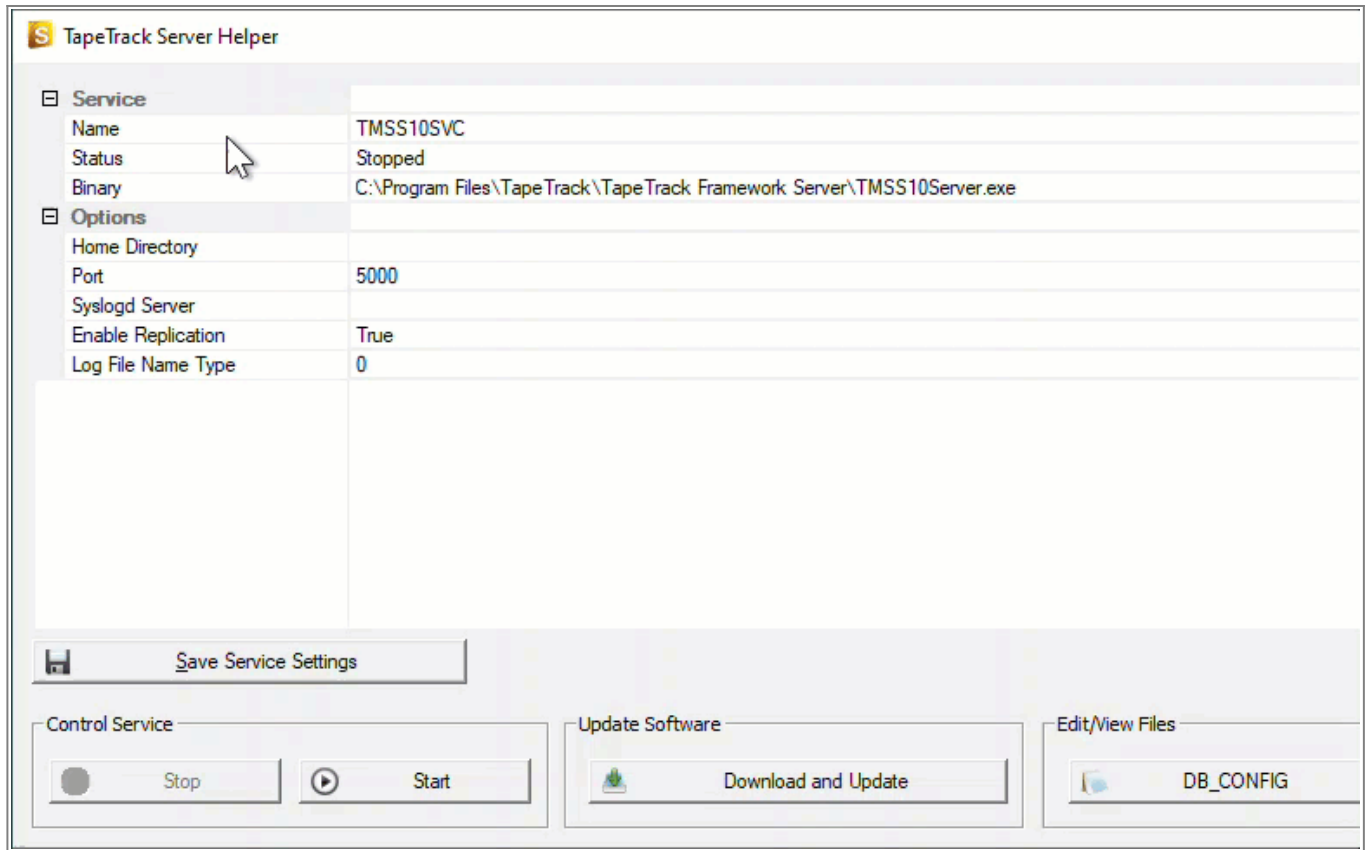 TapeTrack Server Helper
Service
Name TMSS10SVC
Status Stopped
Binary C:\Program Files\TapeTrack\TapeTrack Framework Server\TMSS10Server.exe
Options
Home Directory
Port 5000
Syslogd Server
Enable Replication True
Log File Name Type 0
Save Service Settings
Control Service Update Software Edit/View Files
Stop Start Download and Update DB_CONFIG